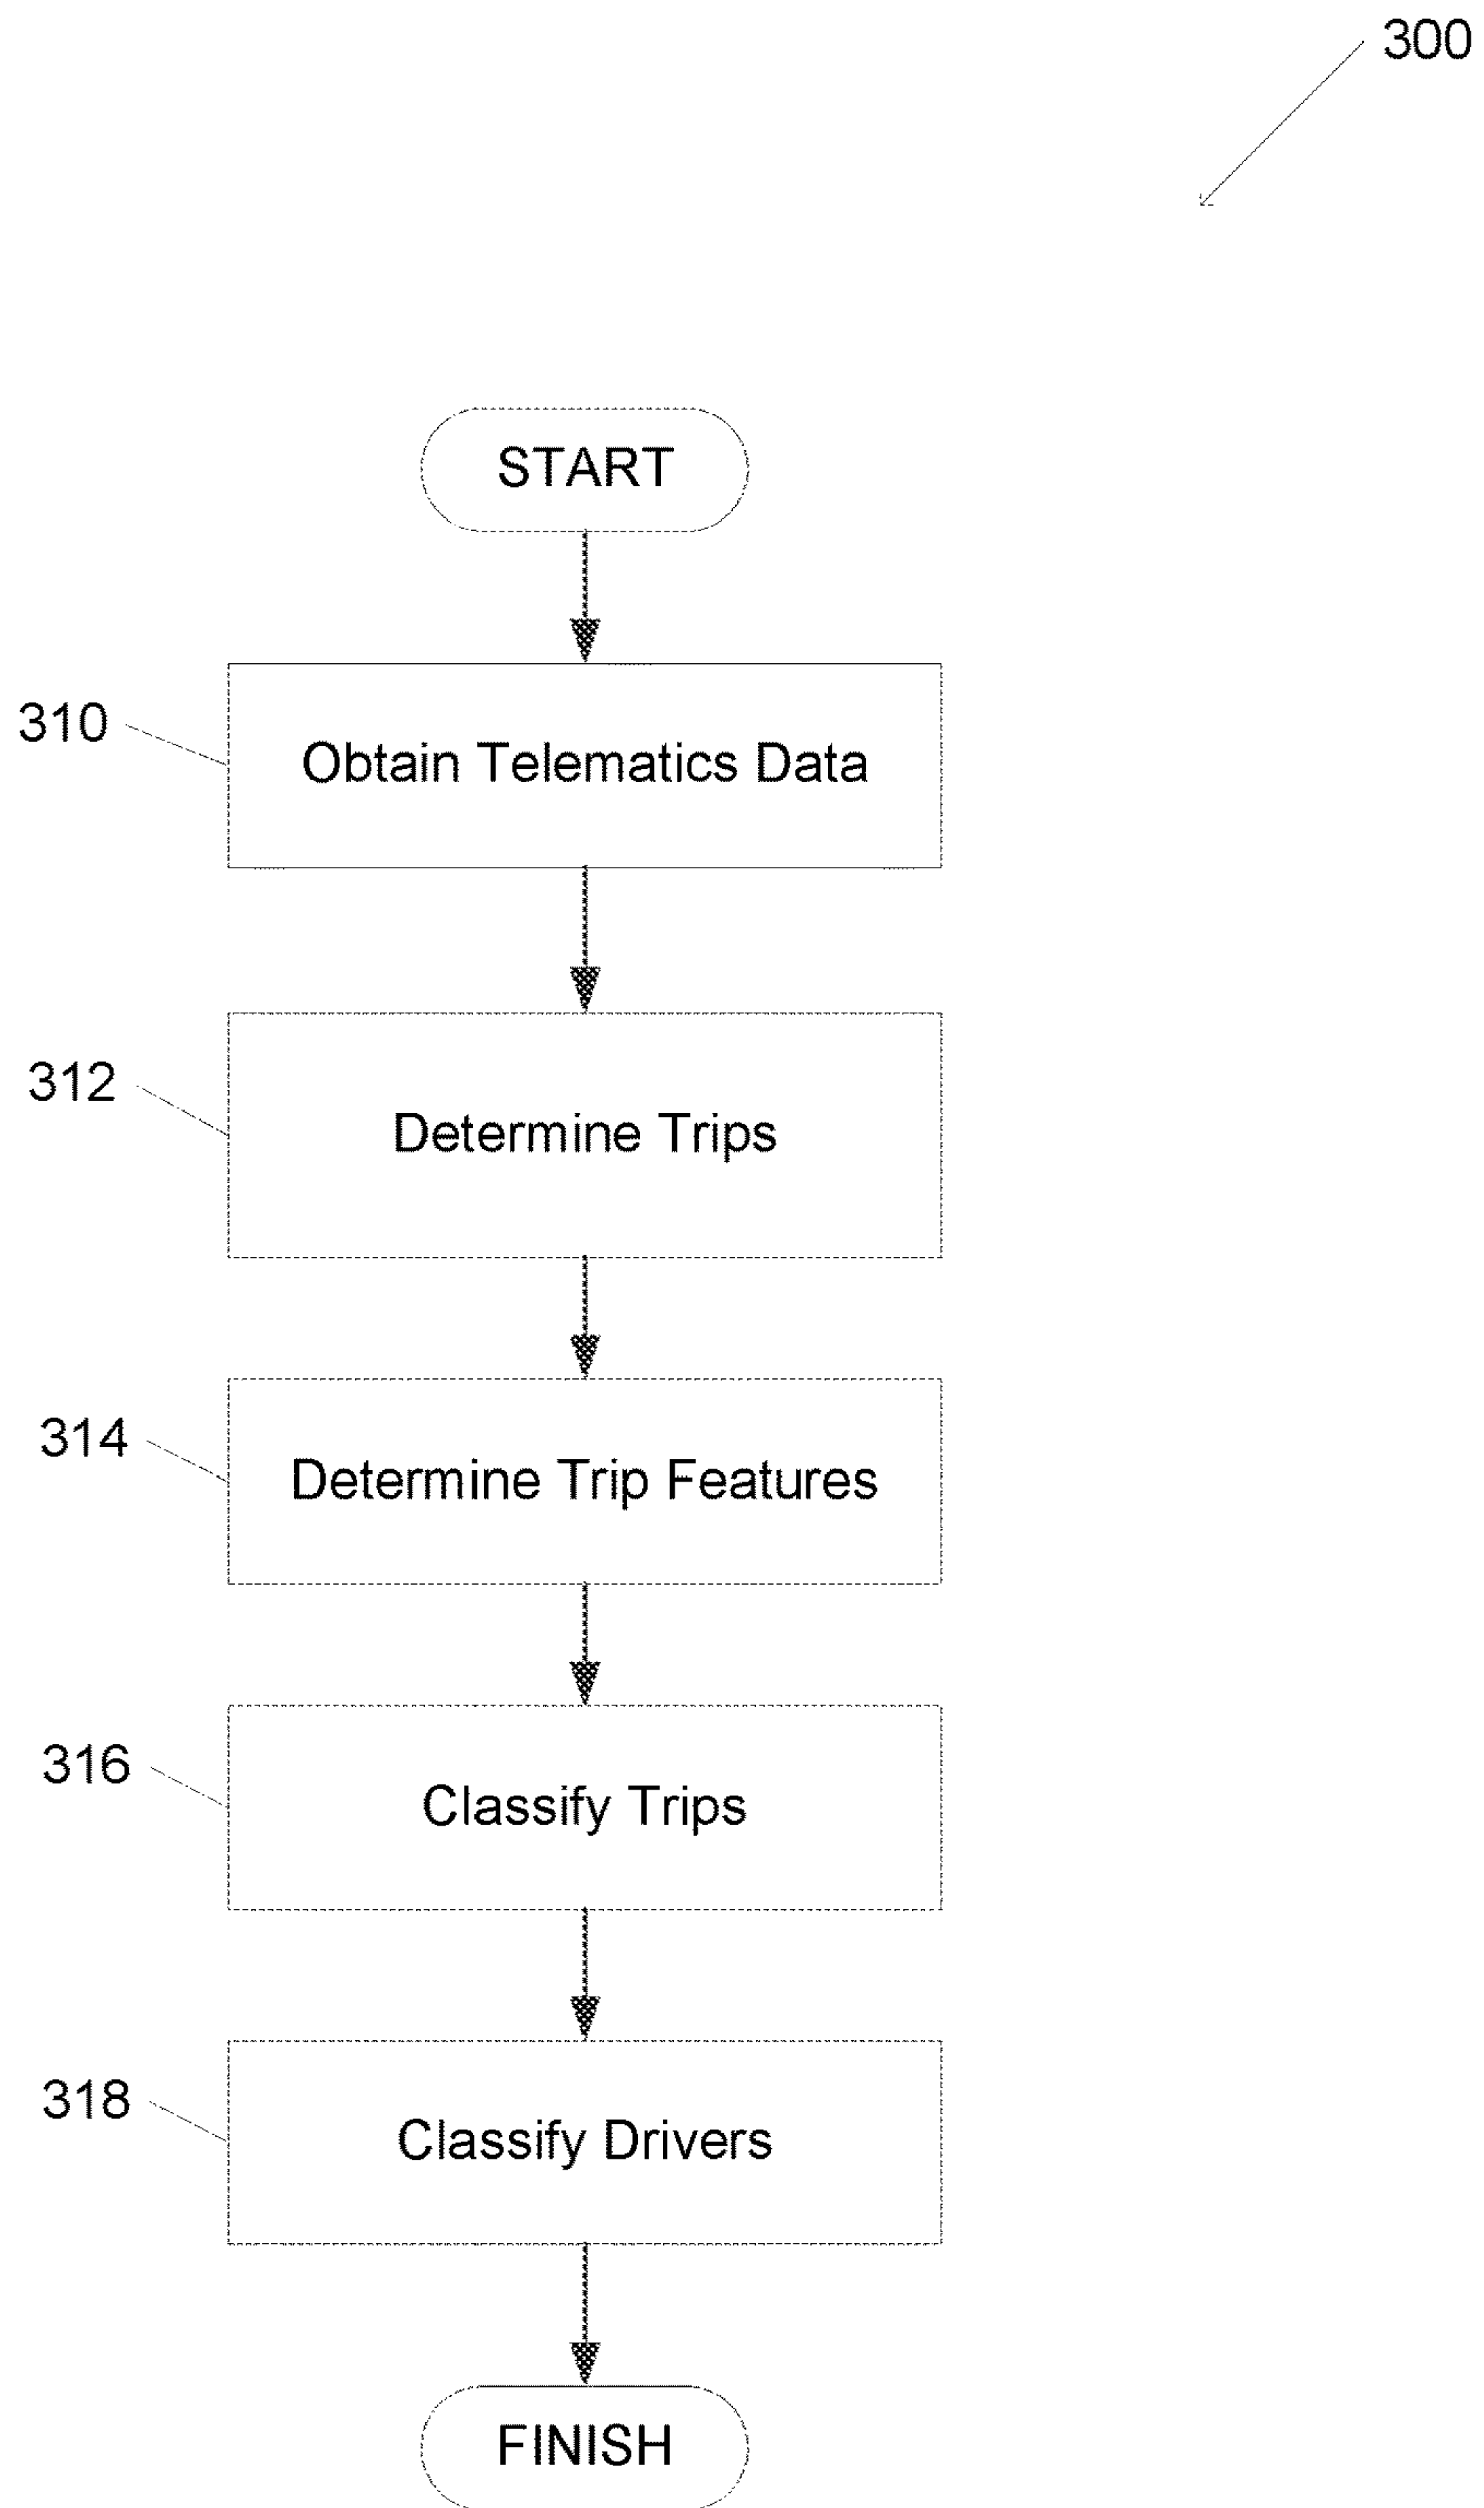 300
START
310
Obtain Telematics Data
312
Determine Trips
314
Determine Trip Features
316
Classify Trips
318
Classify Drivers
FINISH